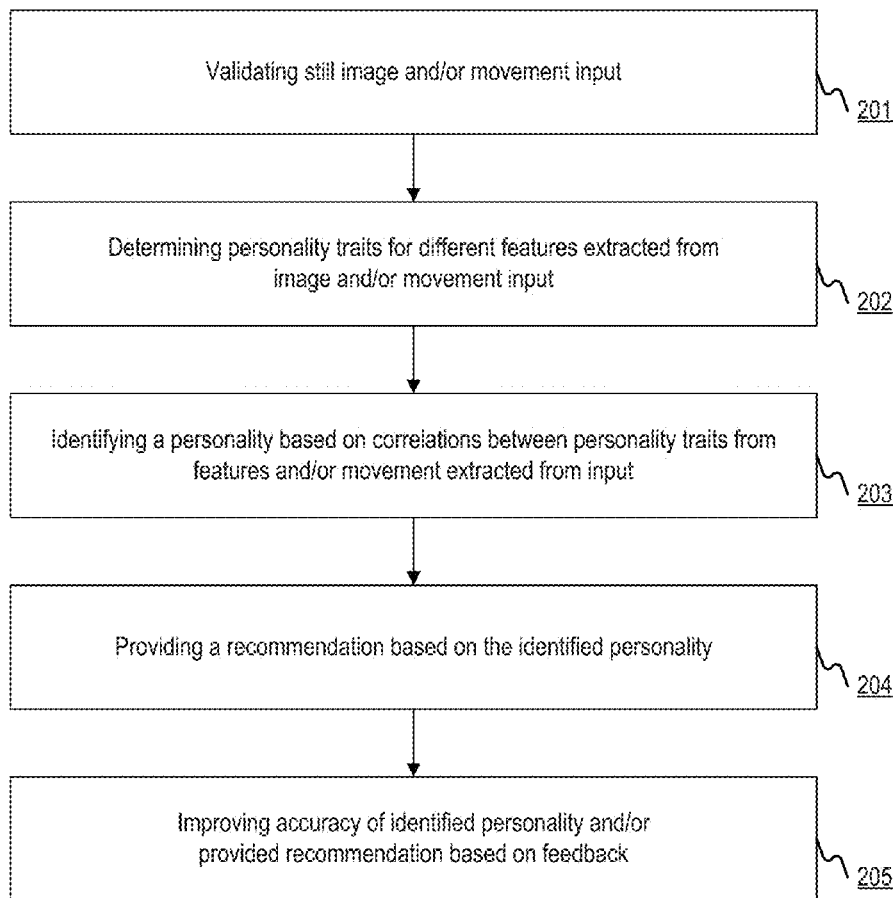 Validating still image and/or movement input
201
Determining personality traits for different features extracted from
image and/or movement input
202
Identifying a personality based on correlations between personality traits from
features and/or movement extracted from input
203
Providing a recommendation based on the identified personality
204
Improving accuracy of identified personality and/or
provided recommendation based on feedback
205